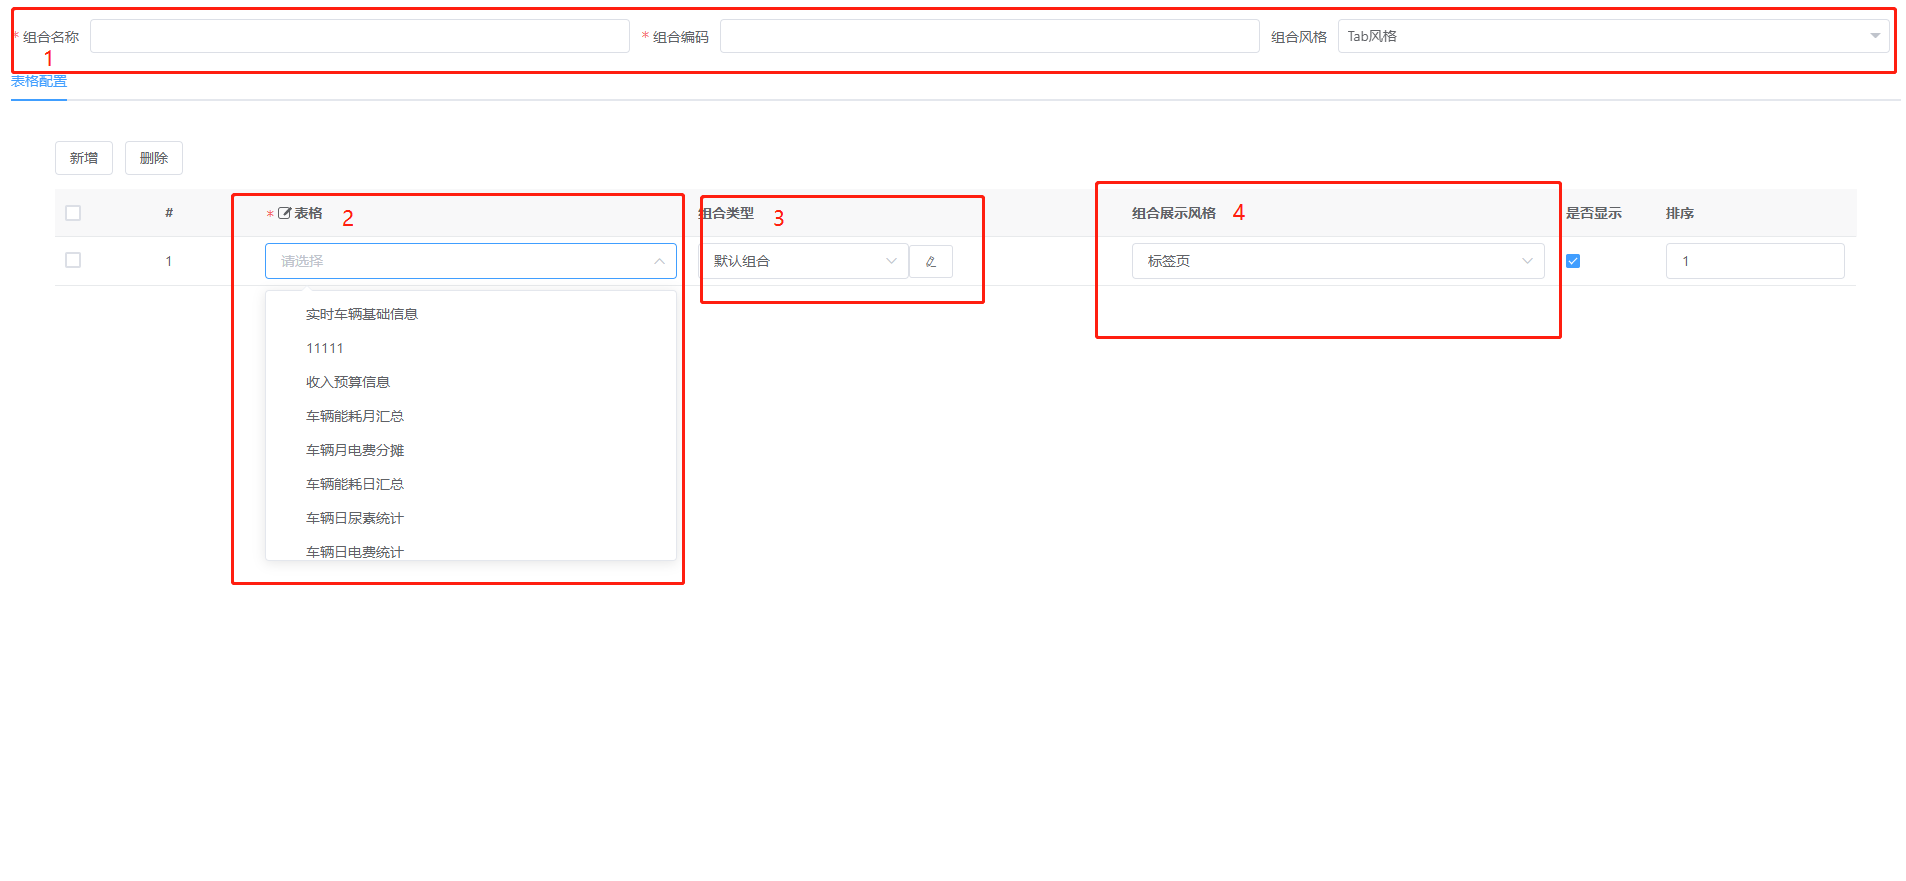 * 组合名称 * 组合编码 组合风格 Tab风格
1
表格配置
新增 删除
# * 表格 2 组合类型 3 组合展示风格 4 是否显示 排序
1 请选择 默认组合 标签页 1
实时车辆基础信息
11111
收入预算信息
车辆能耗月汇总
车辆月电费分摊
车辆能耗日汇总
车辆日尿素统计
车辆日电费统计